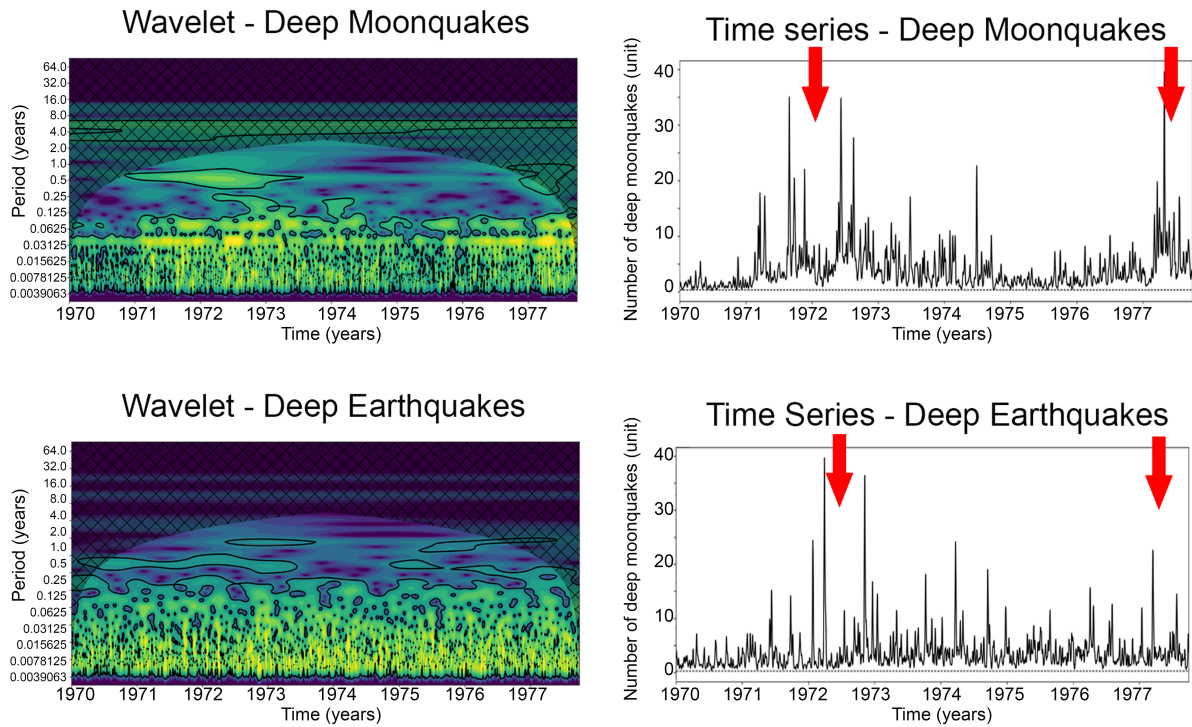 Wavelet - Deep Moonquakes
Period (years)
64.0
32.0
16.0
8.0
4.0
2.0
1.0
0.5
0.25
0.125
0.0625
0.03125
0.015625
0.0078125
0.0039063
1970 1971 1972 1973 1974 1975 1976 1977
Time (years)
Time series - Deep Moonquakes
Number of deep moonquakes (unit)
40
30
20
10
0
1970 1971 1972 1973 1974 1975 1976 1977
Time (years)
Wavelet - Deep Earthquakes
Period (years)
64.0
32.0
16.0
8.0
4.0
2.0
1.0
0.5
0.25
0.125
0.0625
0.03125
0.015625
0.0078125
0.0039063
1970 1971 1972 1973 1974 1975 1976 1977
Time (years)
Time Series - Deep Earthquakes
Number of deep moonquakes (unit)
40
30
20
10
0
1970 1971 1972 1973 1974 1975 1976 1977
Time (years)